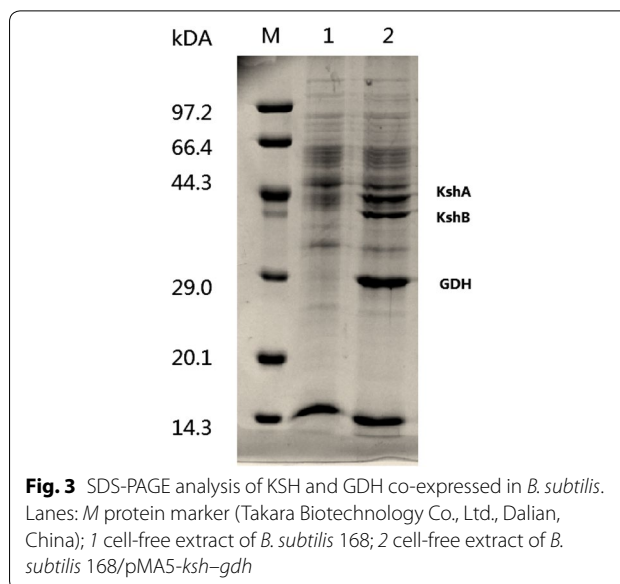 kDA M 1 2
97.2
66.4
44.3
KshA
KshB
29.0
GDH
20.1
14.3
Fig. 3 SDS-PAGE analysis of KSH and GDH co-expressed in B. subtilis.
Lanes: M protein marker (Takara Biotechnology Co., Ltd., Dalian,
China); 1 cell-free extract of B. subtilis 168; 2 cell-free extract of B.
subtilis 168/pMA5-ksh–gdh